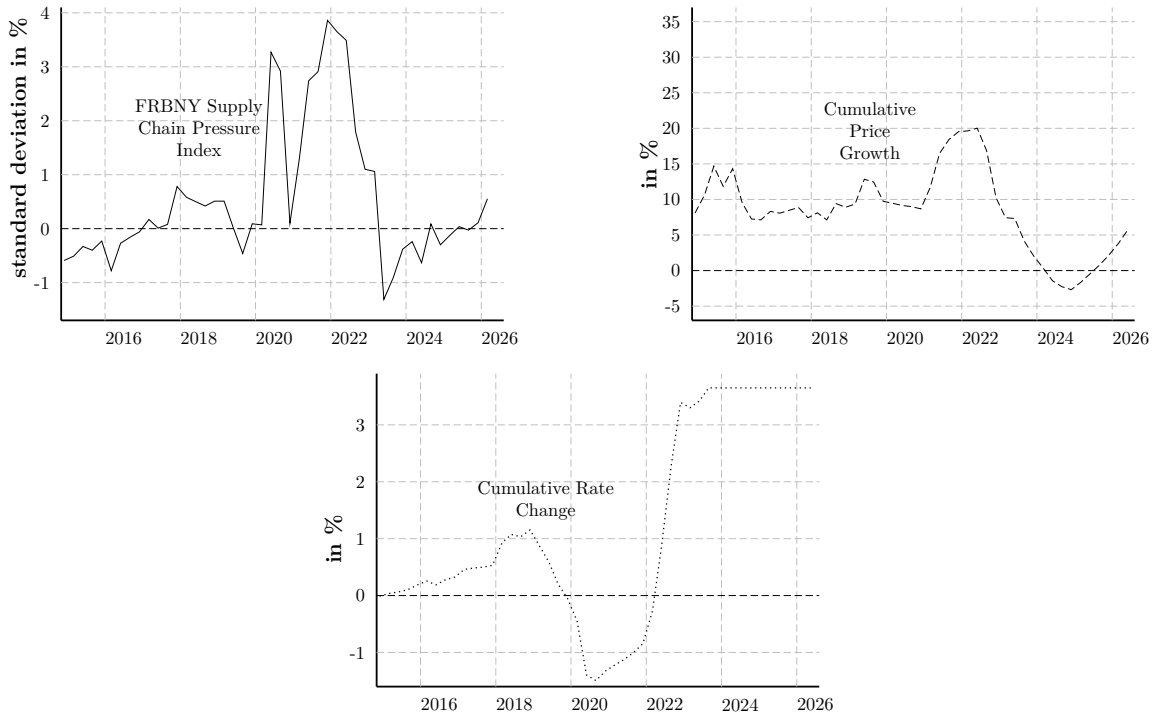 standard deviation in %
4
3
2
1
0
-1
FRBNY Supply
Chain Pressure
Index
2016 2018 2020 2022 2024 2026
in %
35
30
25
20
15
10
5
0
-5
Cumulative
Price
Growth
2016 2018 2020 2022 2024 2026
in %
3
2
1
0
-1
Cumulative Rate
Change
2016 2018 2020 2022 2024 2026